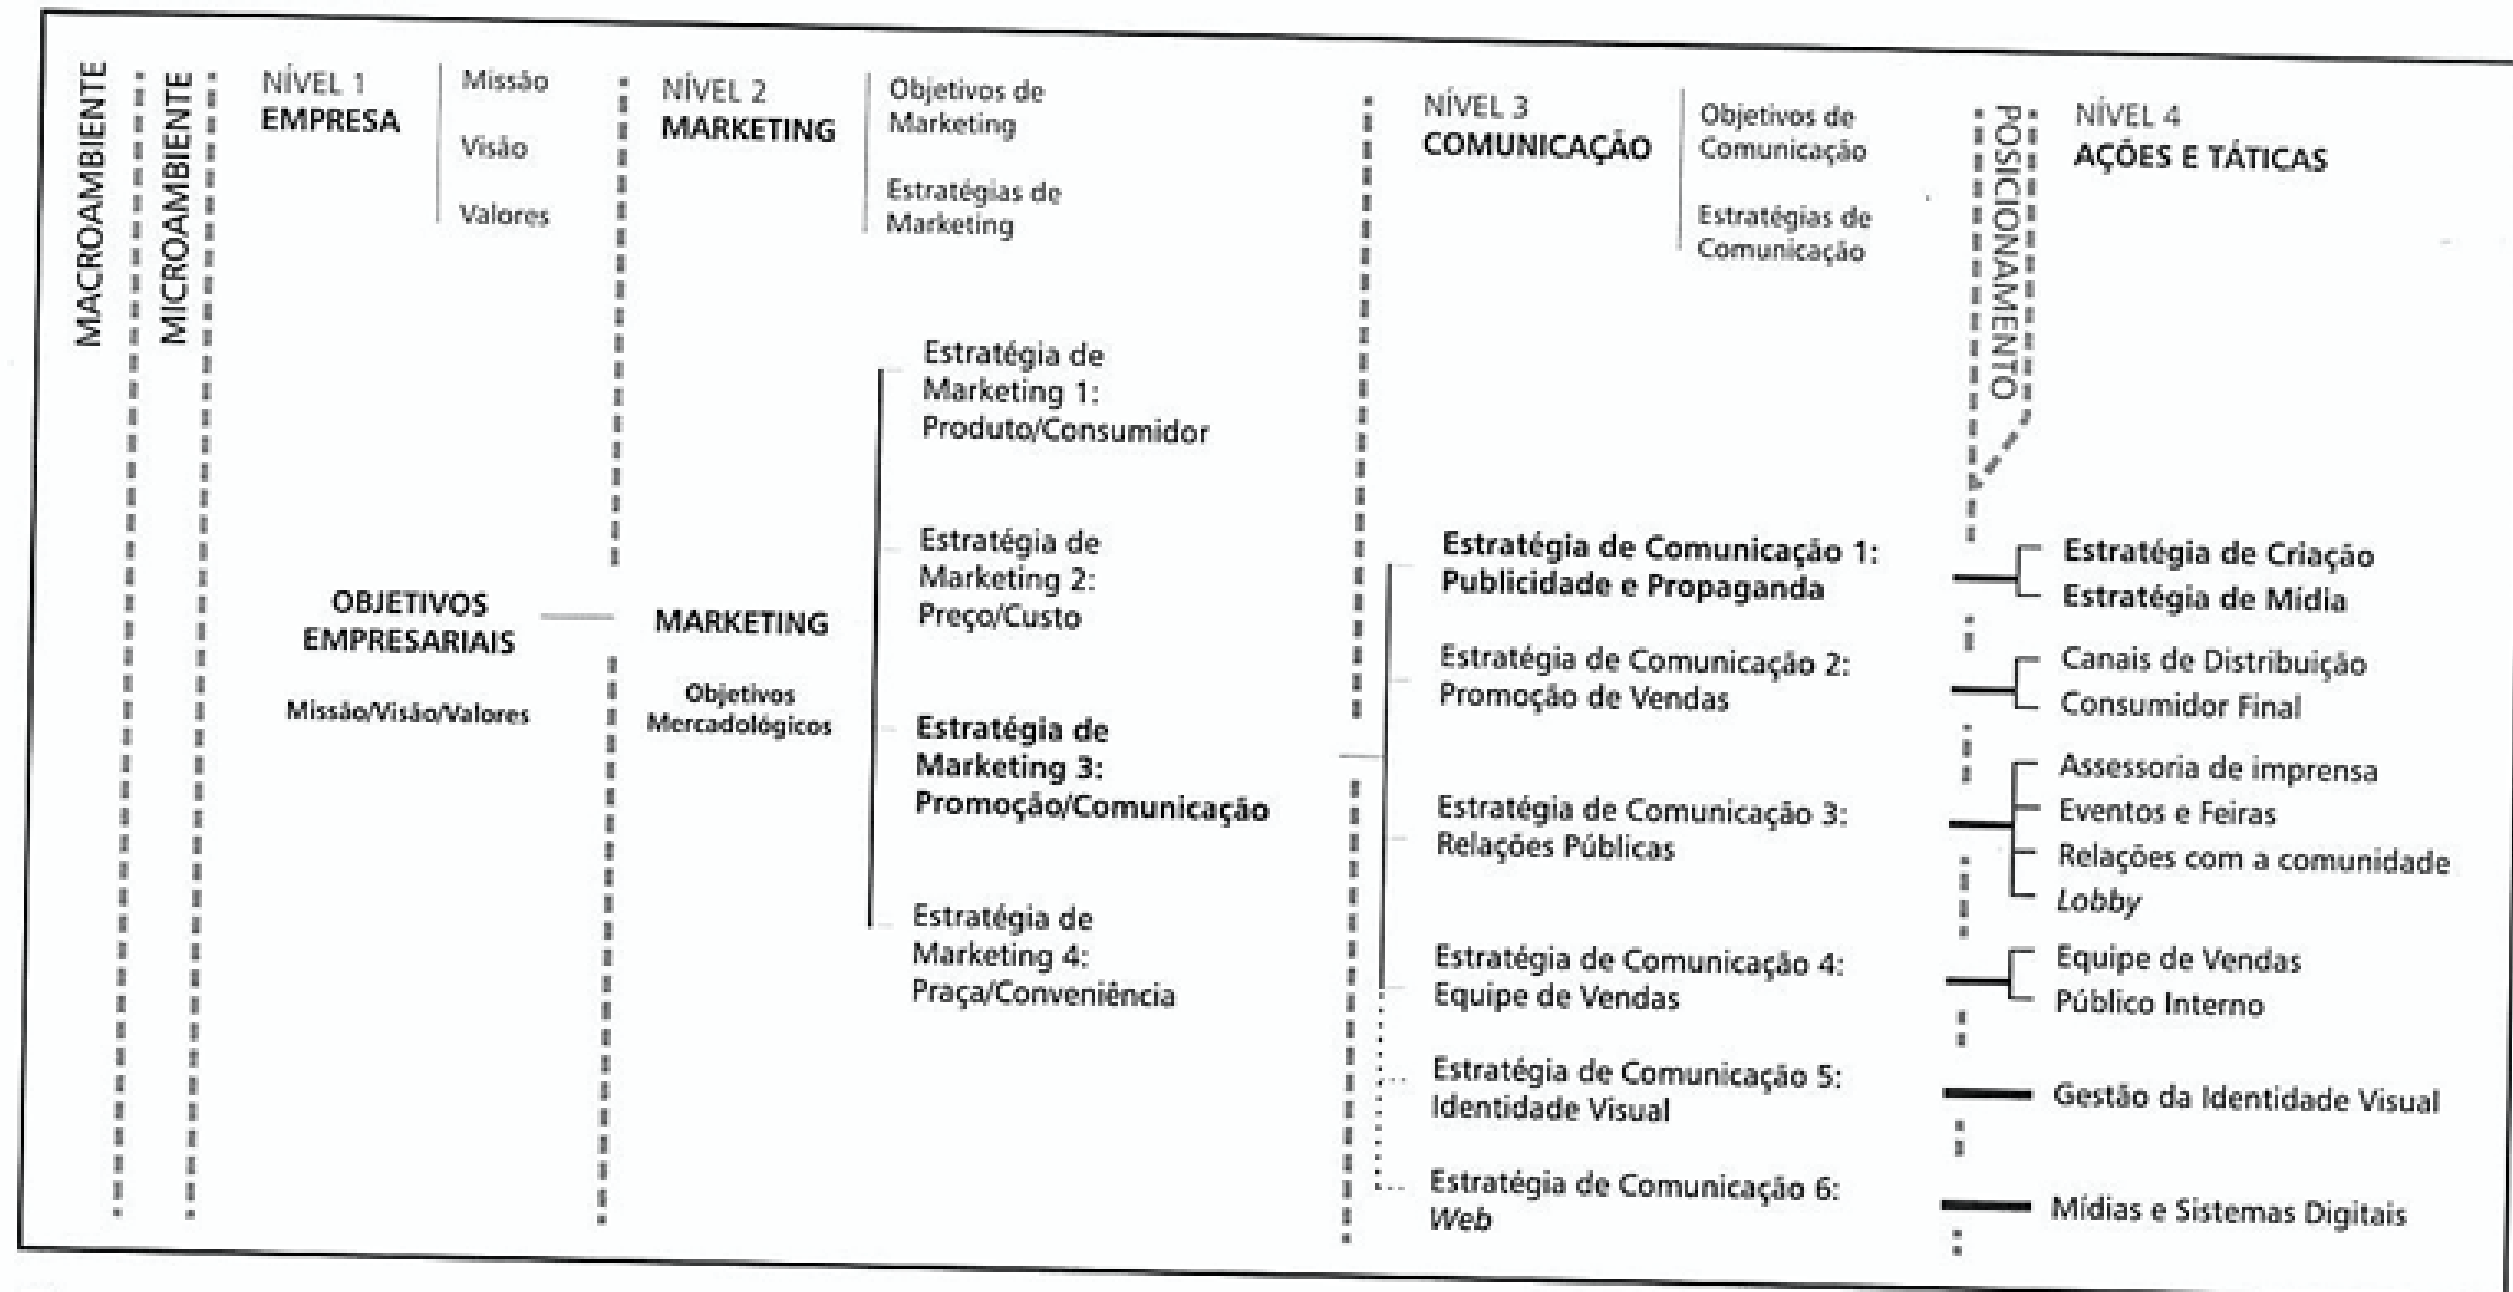 MACROAMBIENTE
MICROAMBIENTE
NÍVEL 1
EMPRESA
Missão
Visão
Valores
OBJETIVOS
EMPRESARIAIS
Missão/Visão/Valores
NÍVEL 2
MARKETING
Objetivos de
Marketing
Estratégias de
Marketing
MARKETING
Objetivos
Mercadológicos
Estratégia de
Marketing 1:
Produto/Consumidor
Estratégia de
Marketing 2:
Preço/Custo
Estratégia de
Marketing 3:
Promoção/Comunicação
Estratégia de
Marketing 4:
Praça/Conveniência
NÍVEL 3
COMUNICAÇÃO
Objetivos de
Comunicação
Estratégias de
Comunicação
Estratégia de Comunicação 1:
Publicidade e Propaganda
Estratégia de Comunicação 2:
Promoção de Vendas
Estratégia de Comunicação 3:
Relações Públicas
Estratégia de Comunicação 4:
Equipe de Vendas
Estratégia de Comunicação 5:
Identidade Visual
Estratégia de Comunicação 6:
Web
POSICIONAMENTO
NÍVEL 4
AÇÕES E TÁTICAS
Estratégia de Criação
Estratégia de Mídia
Canais de Distribuição
Consumidor Final
Assessoria de imprensa
Eventos e Feiras
Relações com a comunidade
Lobby
Equipe de Vendas
Público Interno
Gestão da Identidade Visual
Mídias e Sistemas Digitais